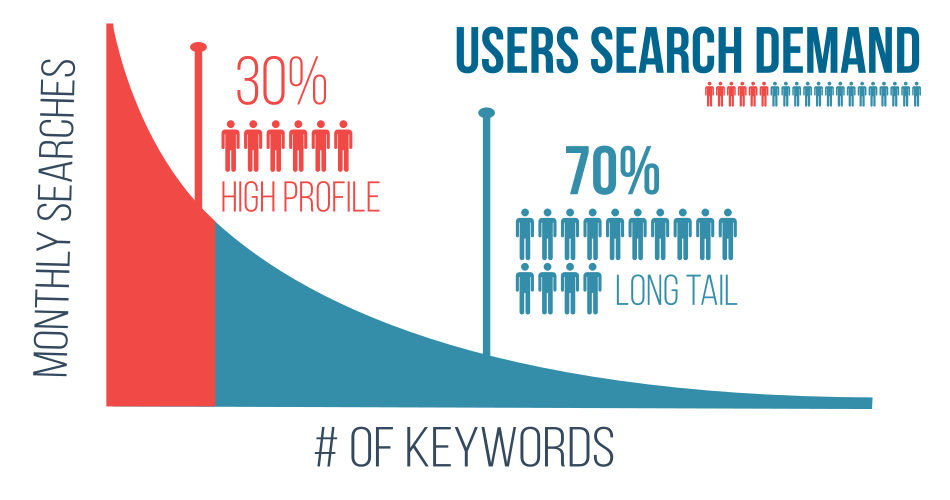 USERS SEARCH DEMAND
MONTHLY SEARCHES
30%
HIGH PROFILE
70%
LONG TAIL
# OF KEYWORDS